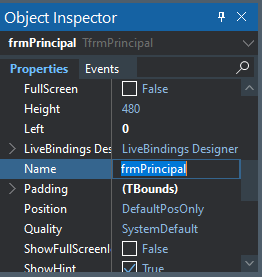 Object Inspector
frmPrincipal TfrmPrincipal
Properties Events
FullScreen False
Height 480
Left 0
LiveBindings Des LiveBindings Designer
Name frmPrincipal
Padding (TBounds)
Position DefaultPosOnly
Quality SystemDefault
ShowFullScreenI False
ShowHint True